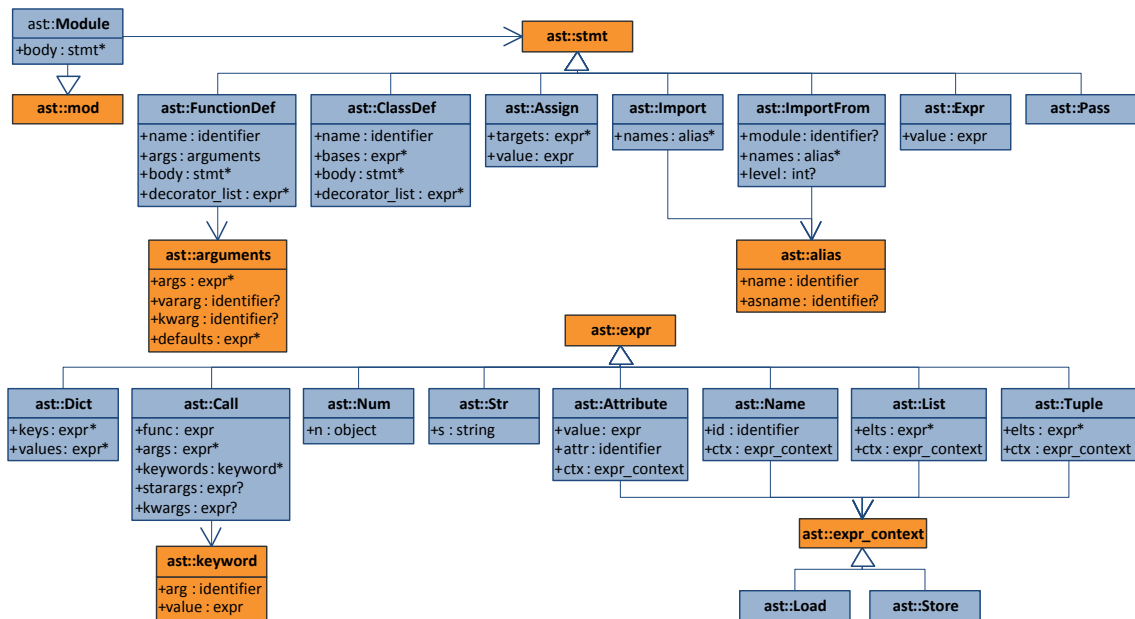 ast::Module
+body : stmt*
ast::stmt
ast::mod
ast::FunctionDef
+name : identifier
+args : arguments
+body : stmt*
+decorator_list : expr*
ast::ClassDef
+name : identifier
+bases : expr*
+body : stmt*
+decorator_list : expr*
ast::Assign
+targets : expr*
+value : expr
ast::Import
+names : alias*
ast::ImportFrom
+module : identifier?
+names : alias*
+level : int?
ast::Expr
+value : expr
ast::Pass
ast::arguments
+args : expr*
+vararg : identifier?
+kwarg : identifier?
+defaults : expr*
ast::alias
+name : identifier
+asname : identifier?
ast::expr
ast::Dict
+keys : expr*
+values : expr*
ast::Call
+func : expr
+args : expr*
+keywords : keyword*
+starargs : expr?
+kwargs : expr?
ast::Num
+n : object
ast::Str
+s : string
ast::Attribute
+value : expr
+attr : identifier
+ctx : expr_context
ast::Name
+id : identifier
+ctx : expr_context
ast::List
+elts : expr*
+ctx : expr_context
ast::Tuple
+elts : expr*
+ctx : expr_context
ast::keyword
+arg : identifier
+value : expr
ast::expr_context
ast::Load
ast::Store